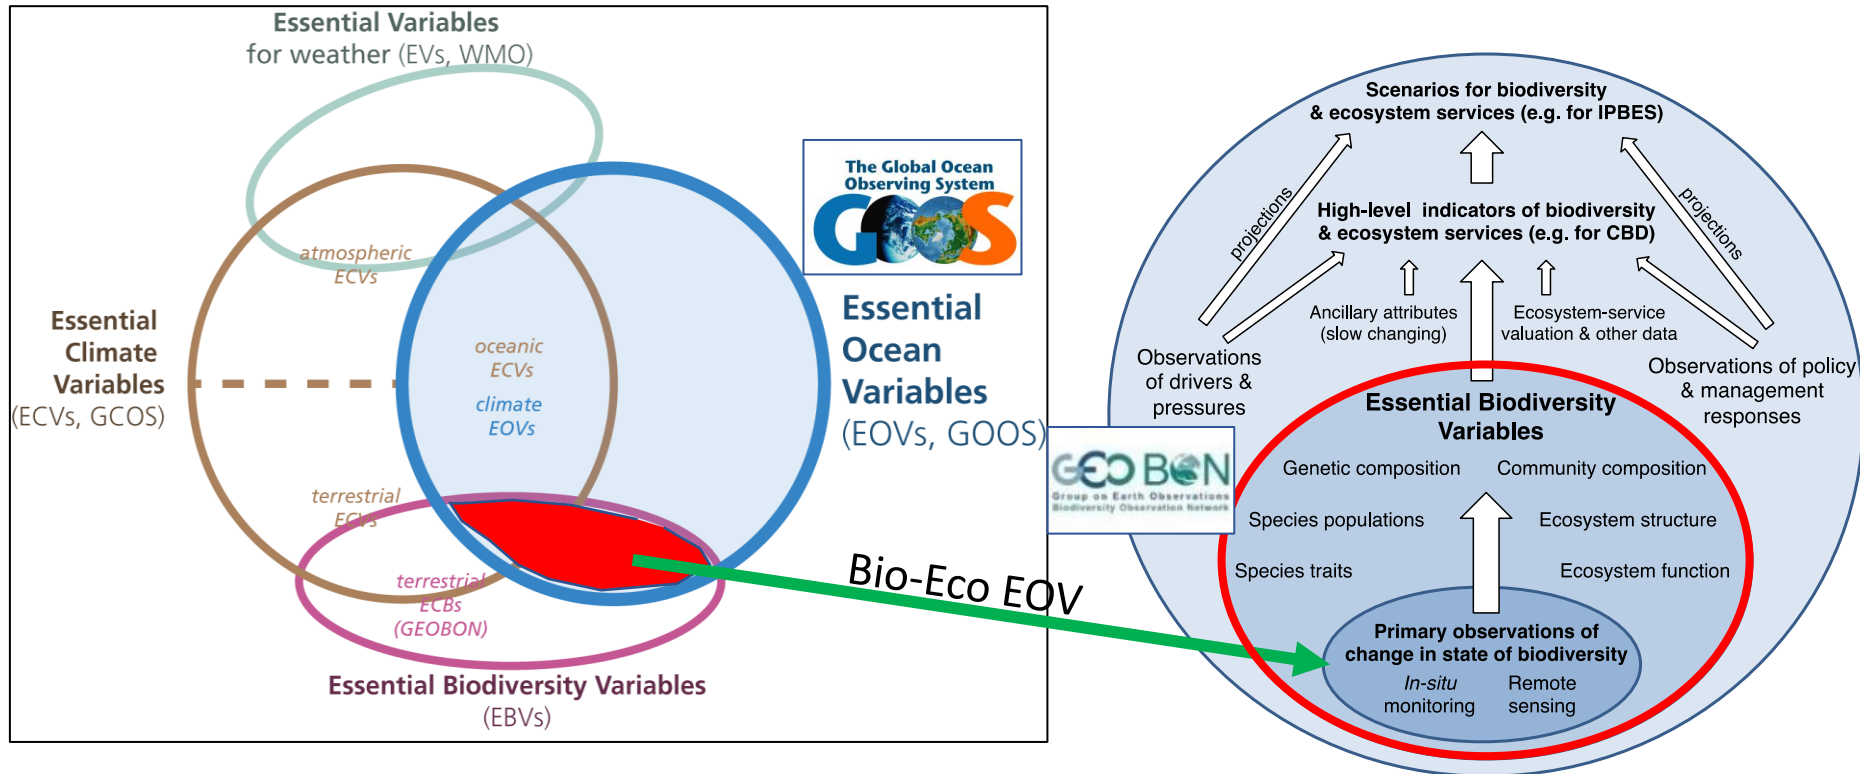 Essential Variables
for weather (EVs, WMO)
The Global Ocean
Observing System
GOOS
atmospheric
ECVs
Essential
Climate
Variables
(ECVs, GCOS)
oceanic
ECVs
climate
EOVs
Essential
Ocean
Variables
(EOVs, GOOS)
terrestrial
ECVs
terrestrial
ECBs
(GEOBON)
Essential Biodiversity Variables
(EBVs)
Bio-Eco EOV
GEO BON
Group on Earth Observations
Biodiversity Observation Network
Scenarios for biodiversity
& ecosystem services (e.g. for IPBES)
projections
projections
High-level indicators of biodiversity
& ecosystem services (e.g. for CBD)
Ancillary attributes
(slow changing)
Ecosystem-service
valuation & other data
Observations
of drivers &
pressures
Observations of policy
& management
responses
Essential Biodiversity
Variables
Genetic composition
Community composition
Species populations
Ecosystem structure
Species traits
Ecosystem function
Primary observations of
change in state of biodiversity
In-situ
monitoring
Remote
sensing